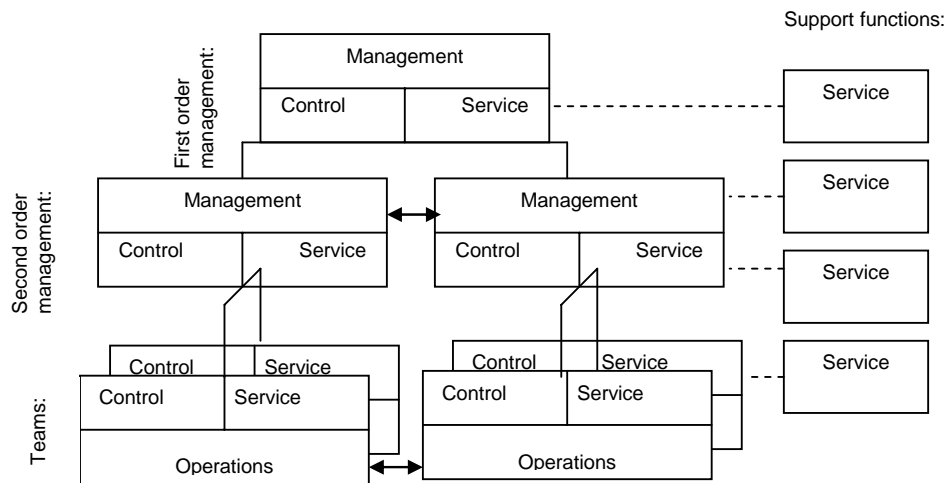 Support functions:
First order
management:
Management
Control Service
Service
Second order
management:
Management
Control Service
Management
Control Service
Service
Service
Teams:
Control Service
Control Service
Operations
Control Service
Control Service
Operations
Service